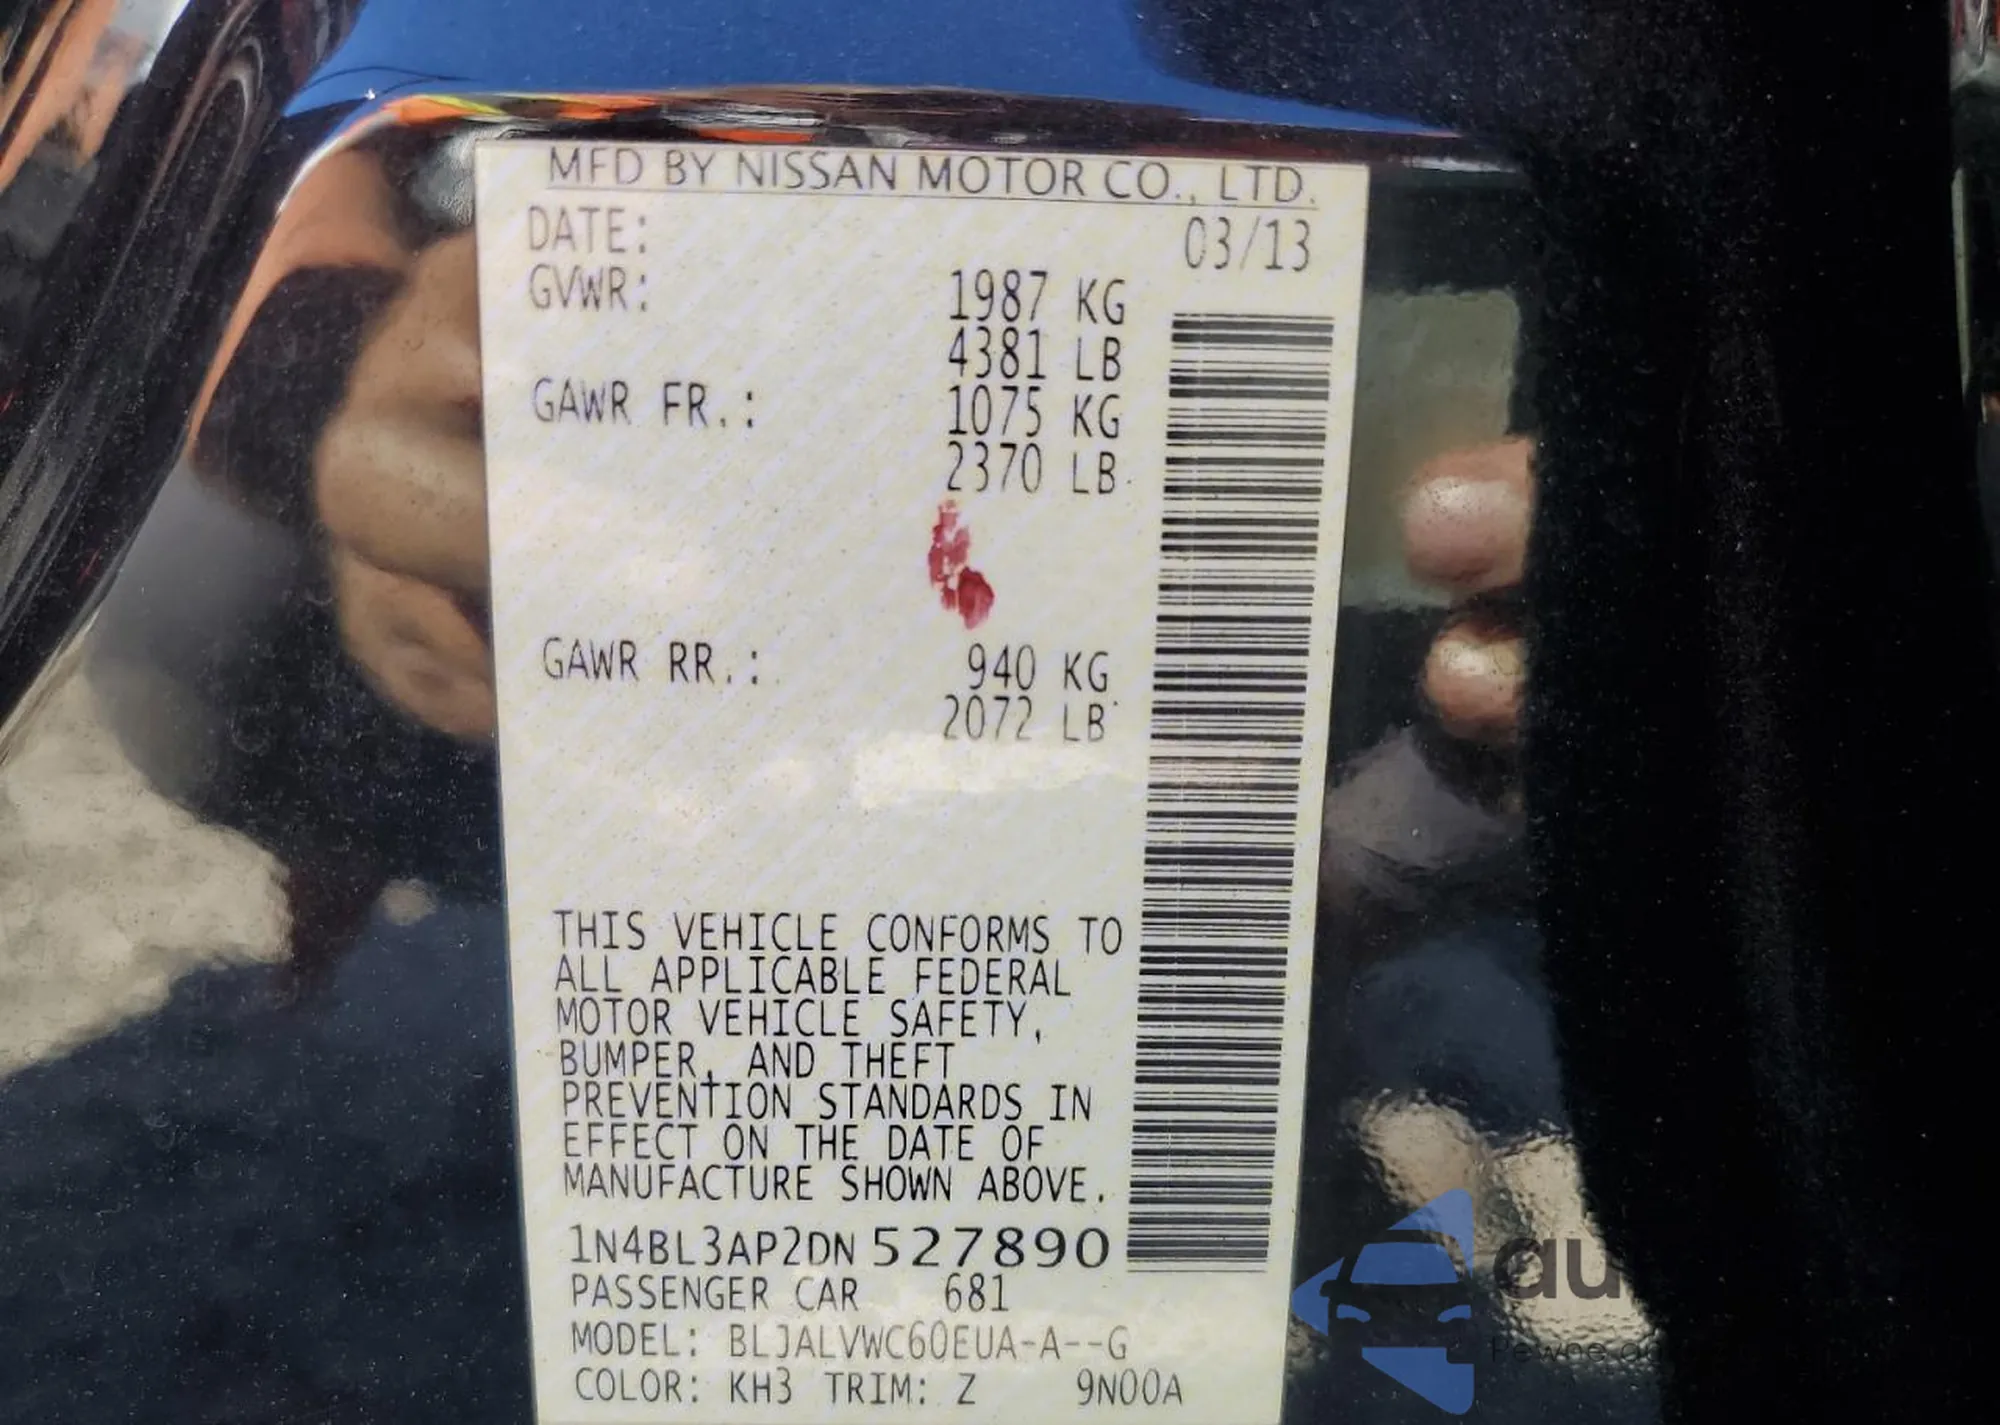 MFD BY NISSAN MOTOR CO., LTD.
DATE: 03/13
GVWR: 1987 KG
4381 LB
GAWR FR.: 1075 KG
2370 LB
GAWR RR.: 940 KG
2072 LB
THIS VEHICLE CONFORMS TO
ALL APPLICABLE FEDERAL
MOTOR VEHICLE SAFETY,
BUMPER, AND THEFT
PREVENTION STANDARDS IN
EFFECT ON THE DATE OF
MANUFACTURE SHOWN ABOVE.
1N4BL3AP2DN527890
PASSENGER CAR 681
MODEL: BLJALVWC60EUA-A--G
COLOR: KH3 TRIM: Z 9N00A
Pewne